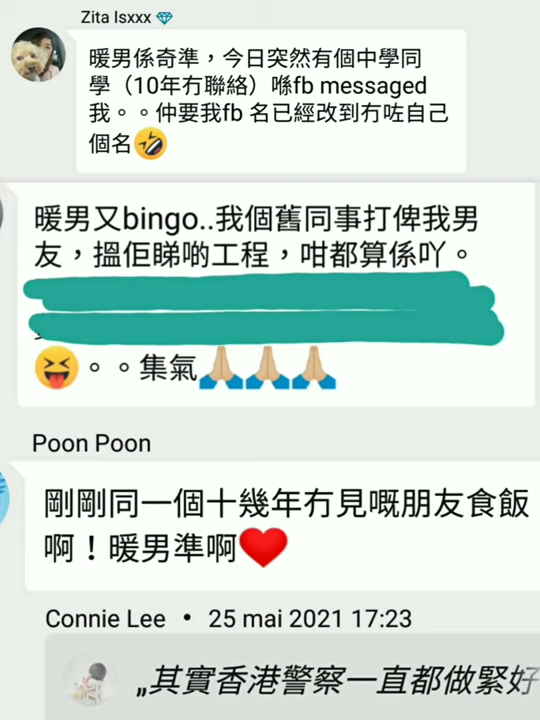 Zita Isxxx 💎
暖男係奇準，今日突然有個中學同
學（10年冇聯絡）喺fb messaged
我。。仲要我fb 名已經改到冇咗自己
個名🤣
暖男又bingo..我個舊同事打俾我男
友，搵佢睇啲工程，咁都算係吖。
😝。。集氣🙏🏼🙏🏼🙏🏼
Poon Poon
剛剛同一個十幾年冇見嘅朋友食飯
啊！暖男準啊❤️
Connie Lee • 25 mai 2021 17:23
„其實香港警察一直都做緊好